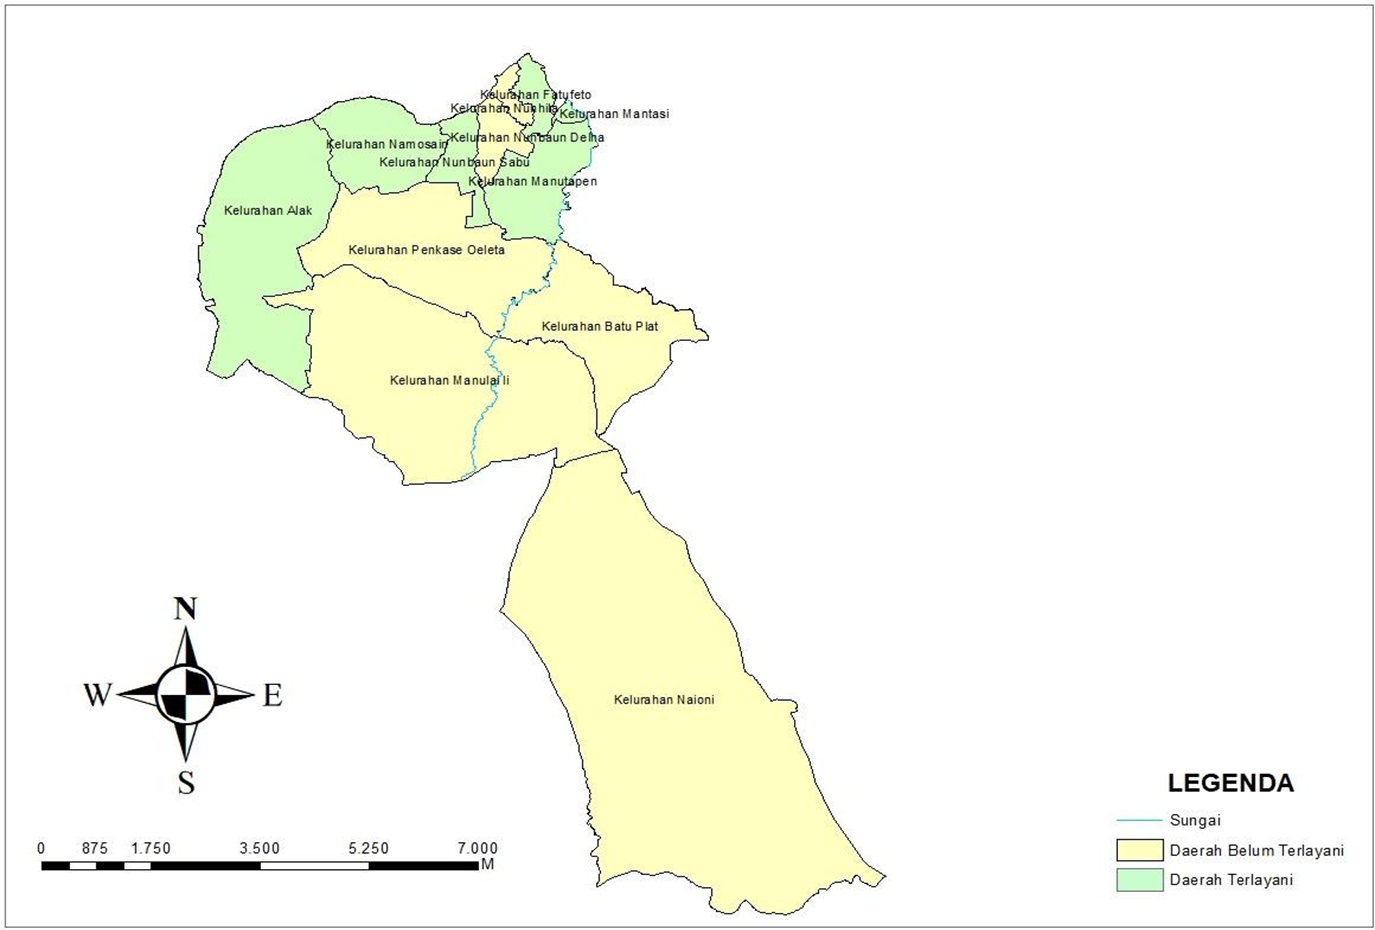 Kelurahan Fatufeto
Kelurahan Nunhila
Kelurahan Mantasi
Kelurahan Nunbaun Delha
Kelurahan Namosain
Kelurahan Nunbaun Sabu
Kelurahan Manutapen
Kelurahan Alak
Kelurahan Penkase Oeleta
Kelurahan Batu Plat
Kelurahan Manulai Ii
Kelurahan Naioni
N
W E
S
0 875 1.750 3.500 5.250 7.000
M
LEGENDA
Sungai
Daerah Belum Terlayani
Daerah Terlayani